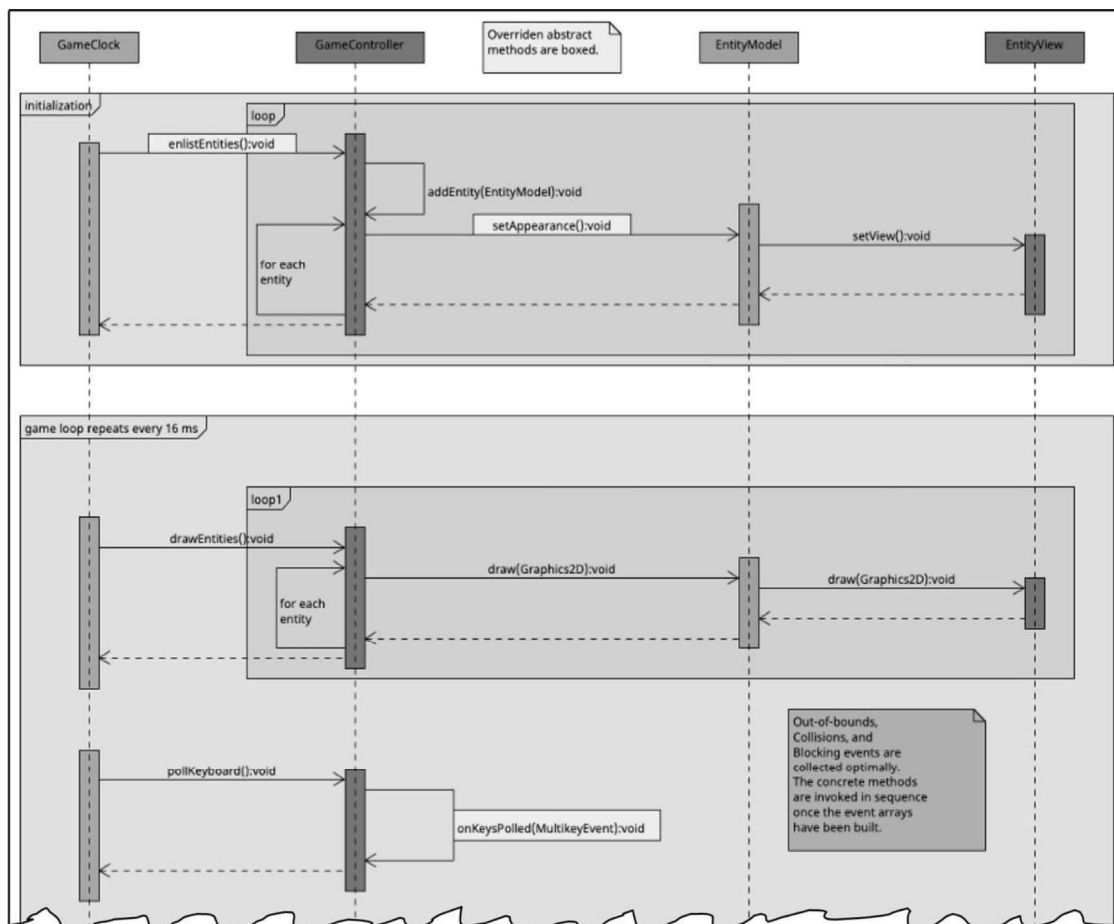 GameClock
GameController
Overriden abstract
methods are boxed.
EntityModel
EntityView
initialization
loop
enlistEntities():void
addEntity(EntityModel):void
setAppearance():void
setView():void
for each
entity
game loop repeats every 16 ms
loop1
drawEntities():void
draw(Graphics2D):void
draw(Graphics2D):void
for each
entity
Out-of-bounds,
Collisions, and
Blocking events are
collected optimally.
The concrete methods
are invoked in sequence
once the event arrays
have been built.
pollKeyboard():void
onKeysPolled(MultikeyEvent):void